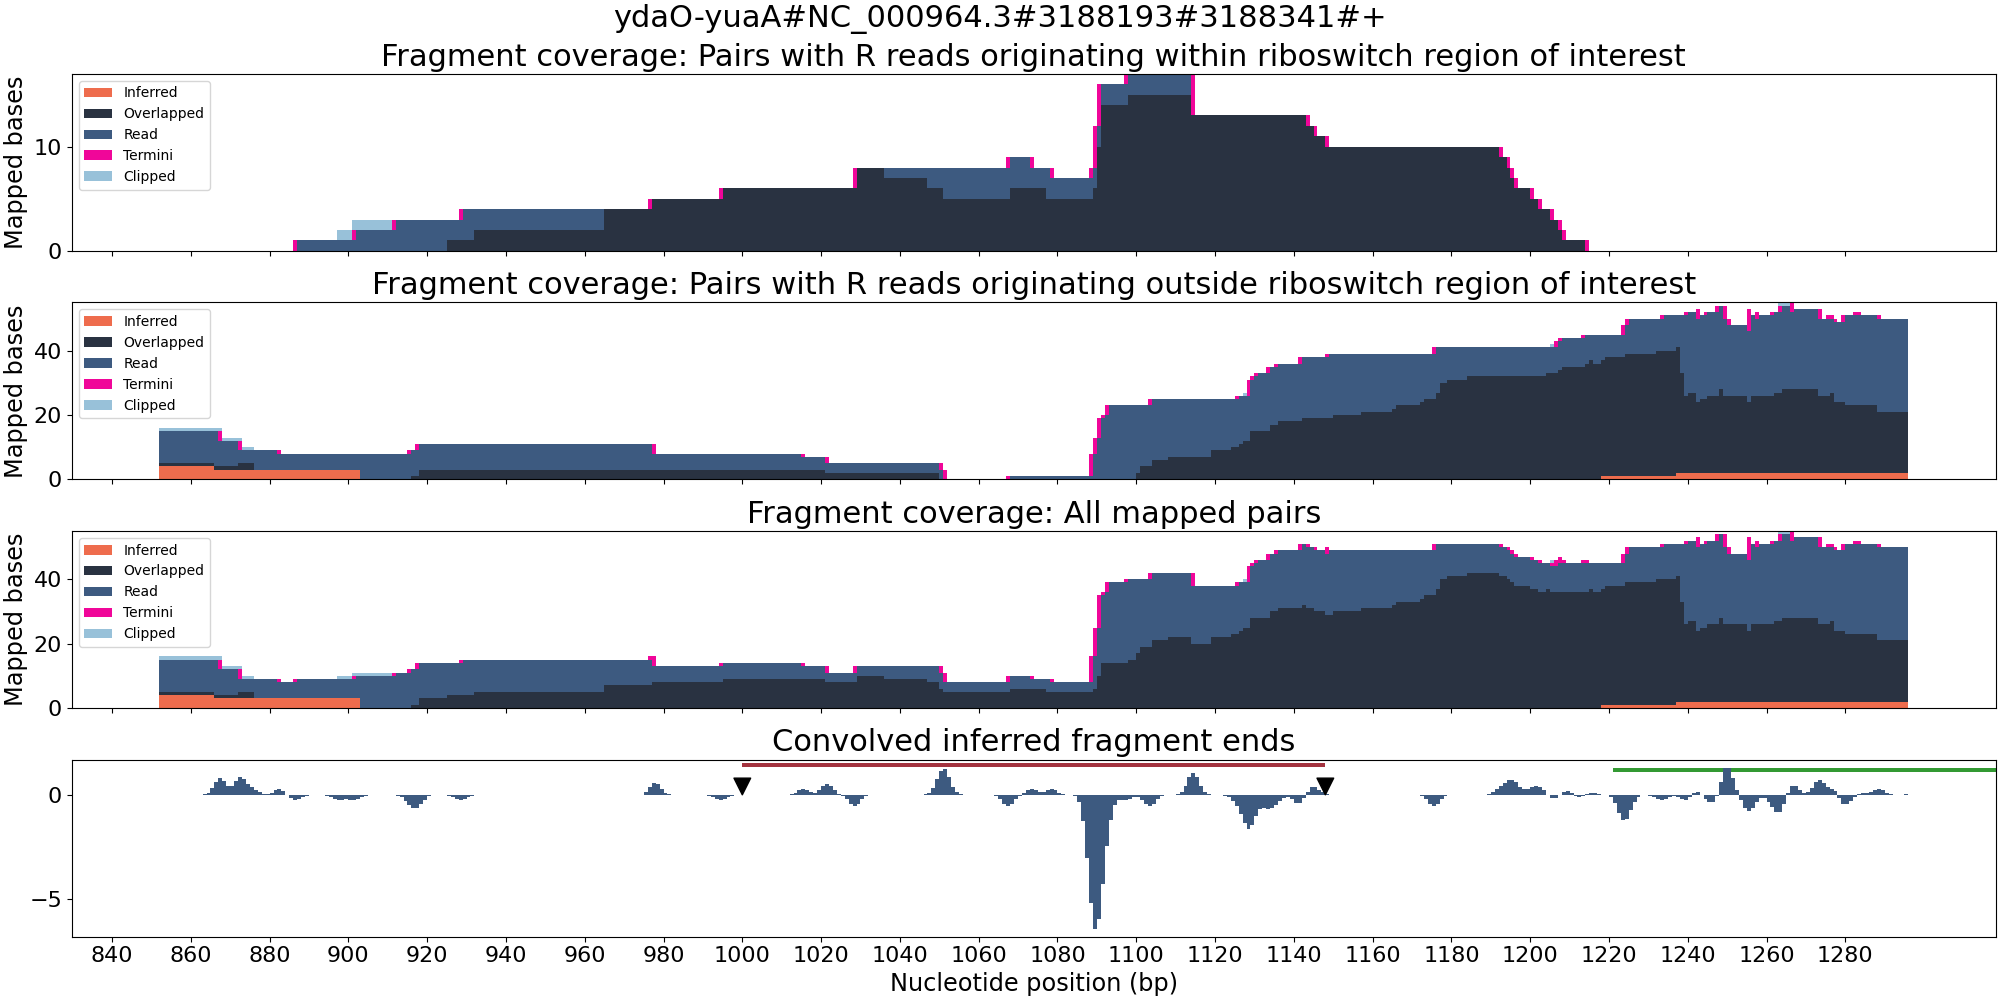 ydaO-yuaA#NC_000964.3#3188193#3188341#+
Fragment coverage: Pairs with R reads originating within riboswitch region of interest
Mapped bases
10
0
Inferred
Overlapped
Read
Termini
Clipped
Fragment coverage: Pairs with R reads originating outside riboswitch region of interest
Mapped bases
40
20
0
Inferred
Overlapped
Read
Termini
Clipped
Fragment coverage: All mapped pairs
Mapped bases
40
20
0
Inferred
Overlapped
Read
Termini
Clipped
Convolved inferred fragment ends
0
−5
840 860 880 900 920 940 960 980 1000 1020 1040 1060 1080 1100 1120 1140 1160 1180 1200 1220 1240 1260 1280
Nucleotide position (bp)